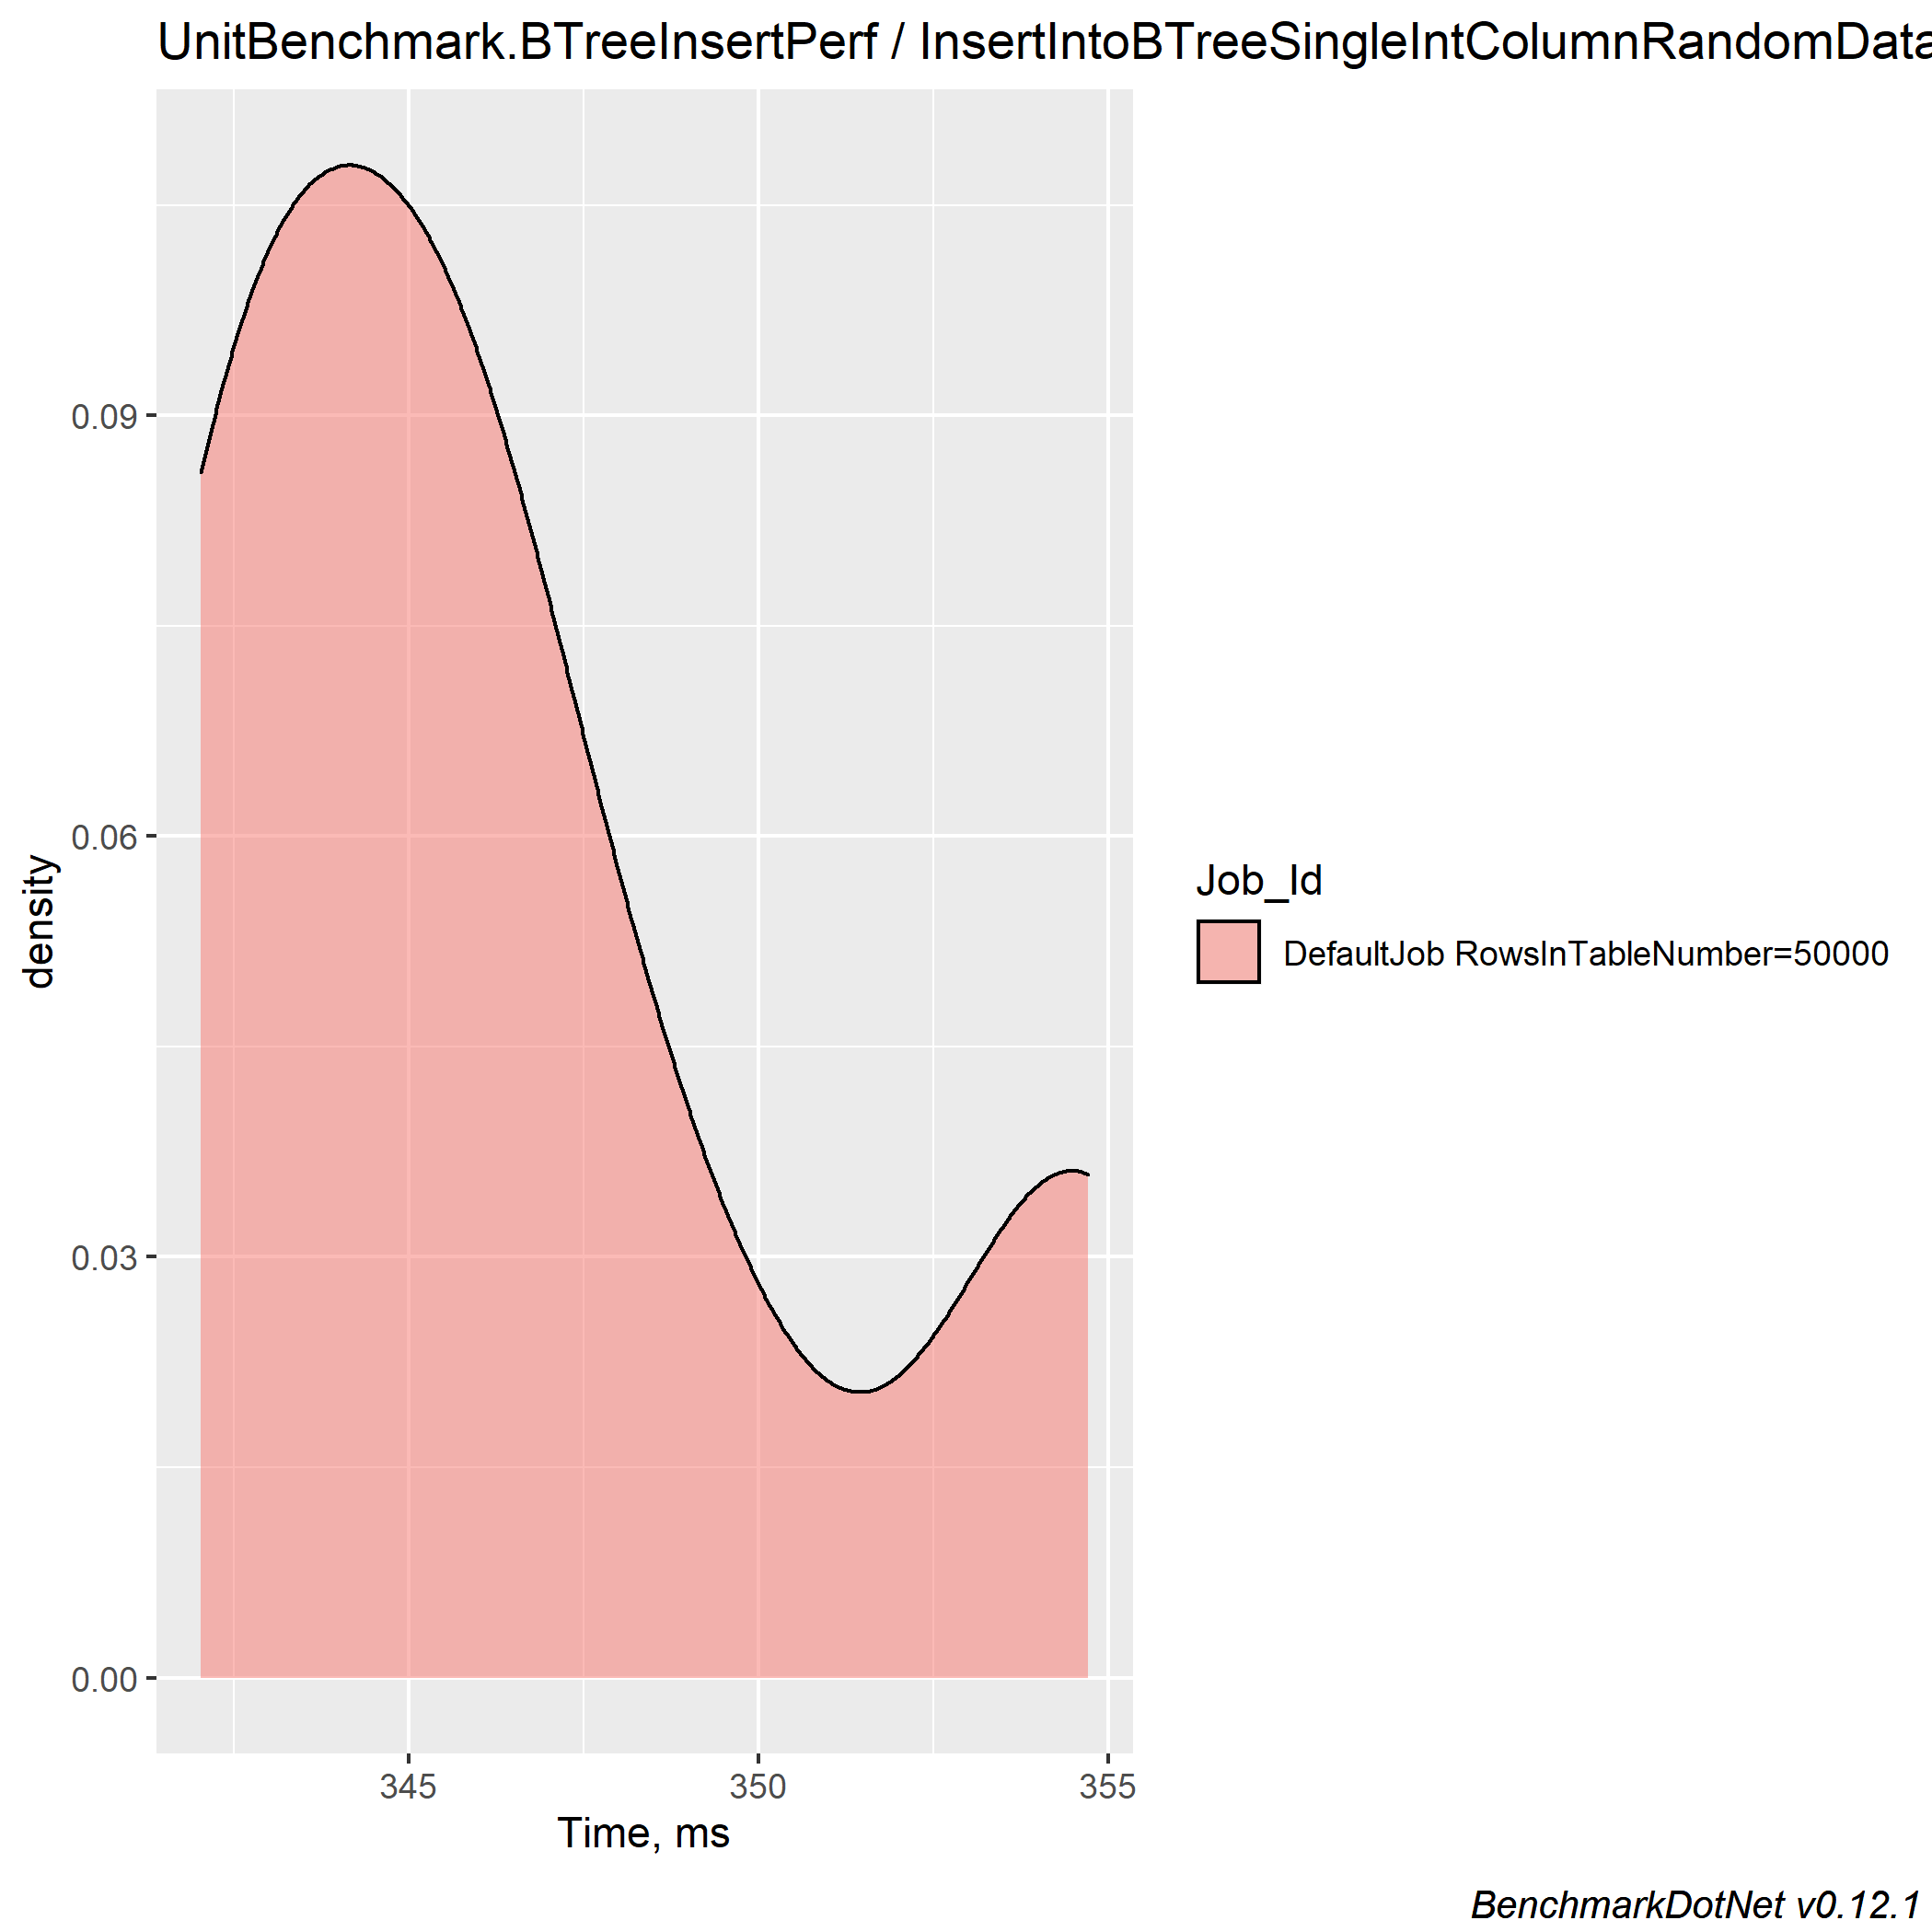 UnitBenchmark.BTreeInsertPerf / InsertIntoBTreeSingleIntColumnRandomData
density
0.09
0.06
0.03
0.00
345 350 355
Time, ms
Job_Id
DefaultJob RowsInTableNumber=50000
BenchmarkDotNet v0.12.1